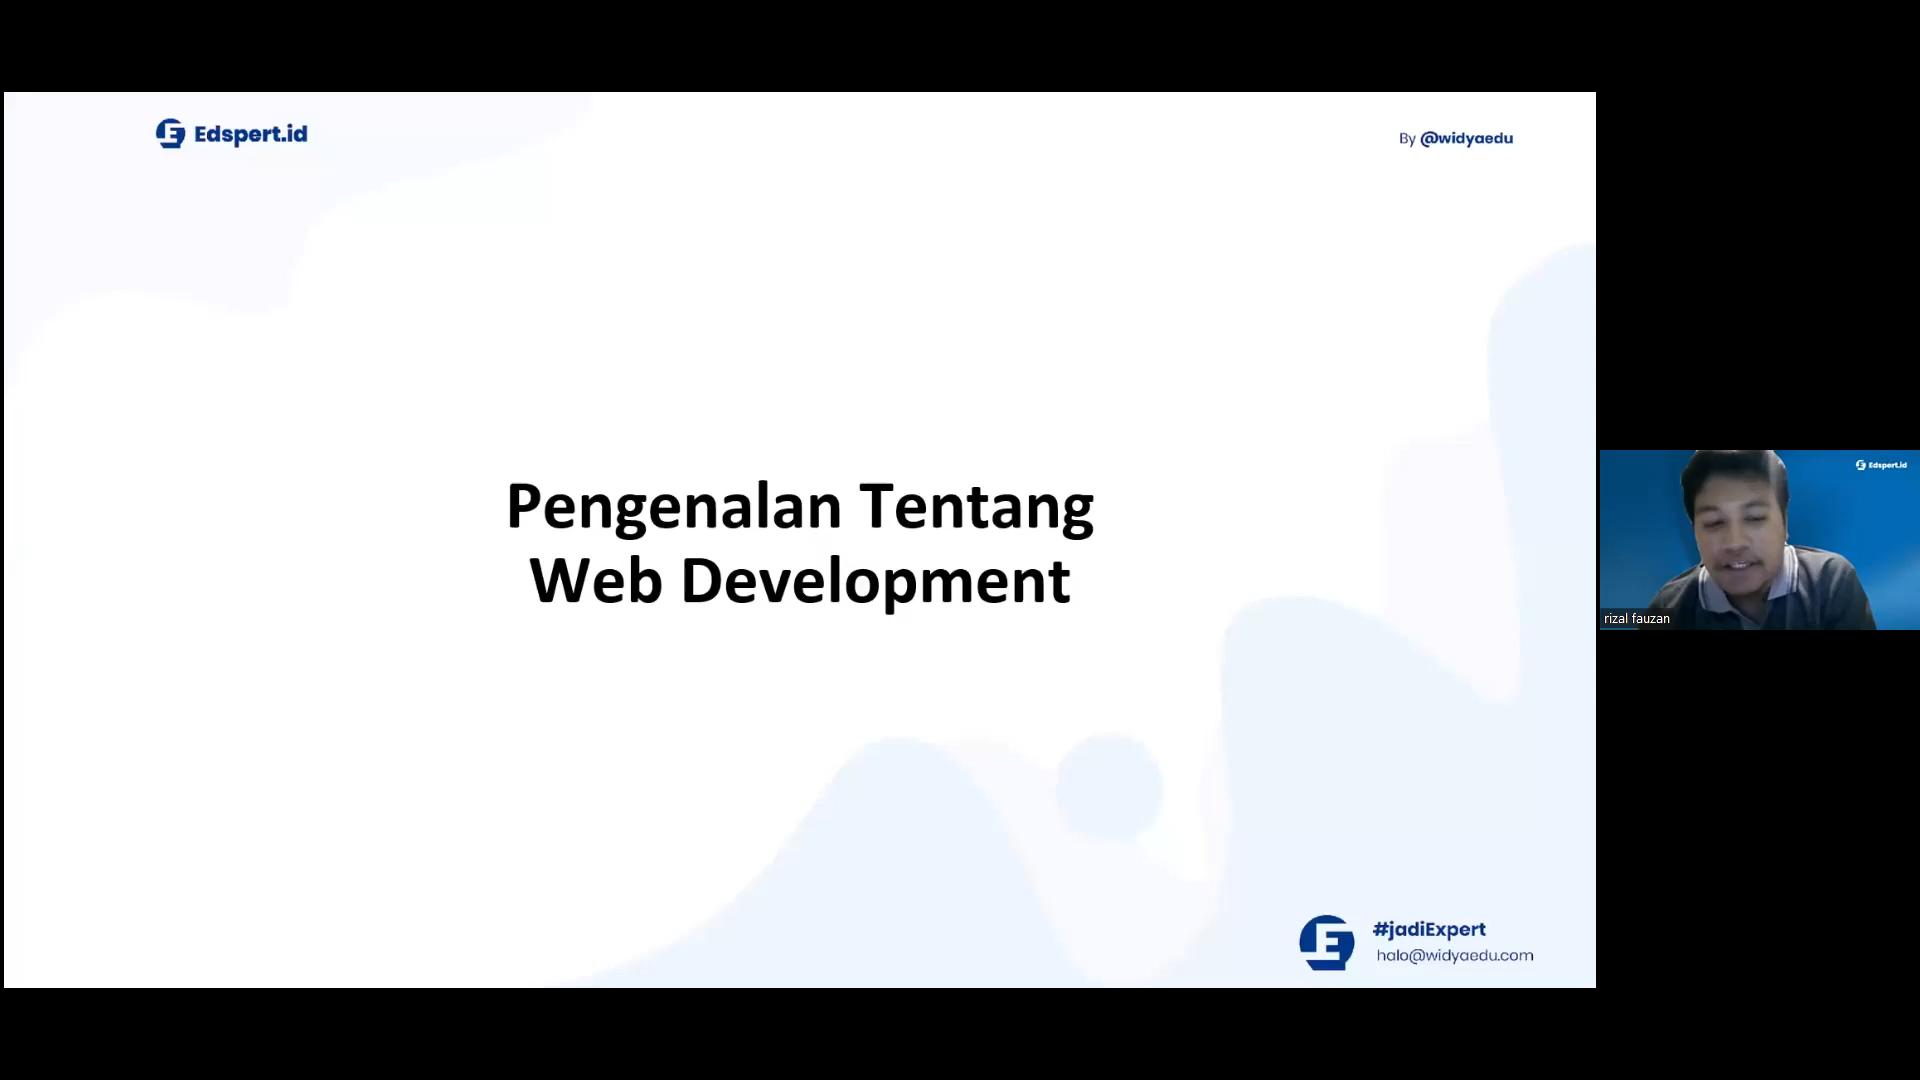 Edspert.id
By @widyaedu
Pengenalan Tentang
Web Development
Edspert.id
rizal fauzan
#jadiExpert
halo@widyaedu.com